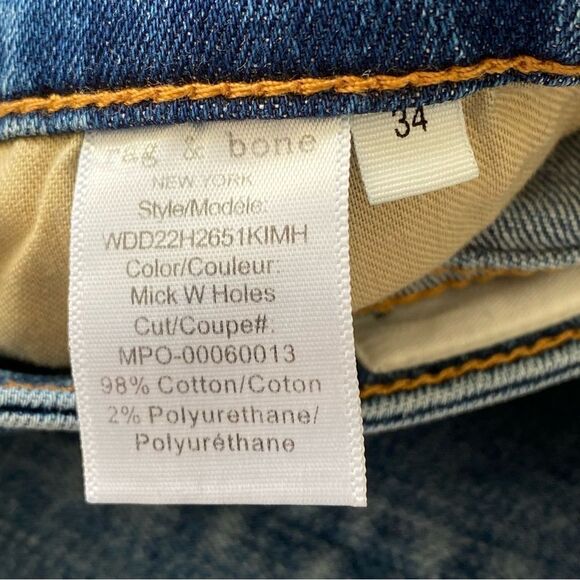 rag & bone
NEW YORK
Style/Modéle:
WDD22H2651KIMH
Color/Couleur:
Mick W Holes
Cut/Coupe#:
MPO-00060013
98% Cotton/Coton
2% Polyurethane/
Polyuréthane
34